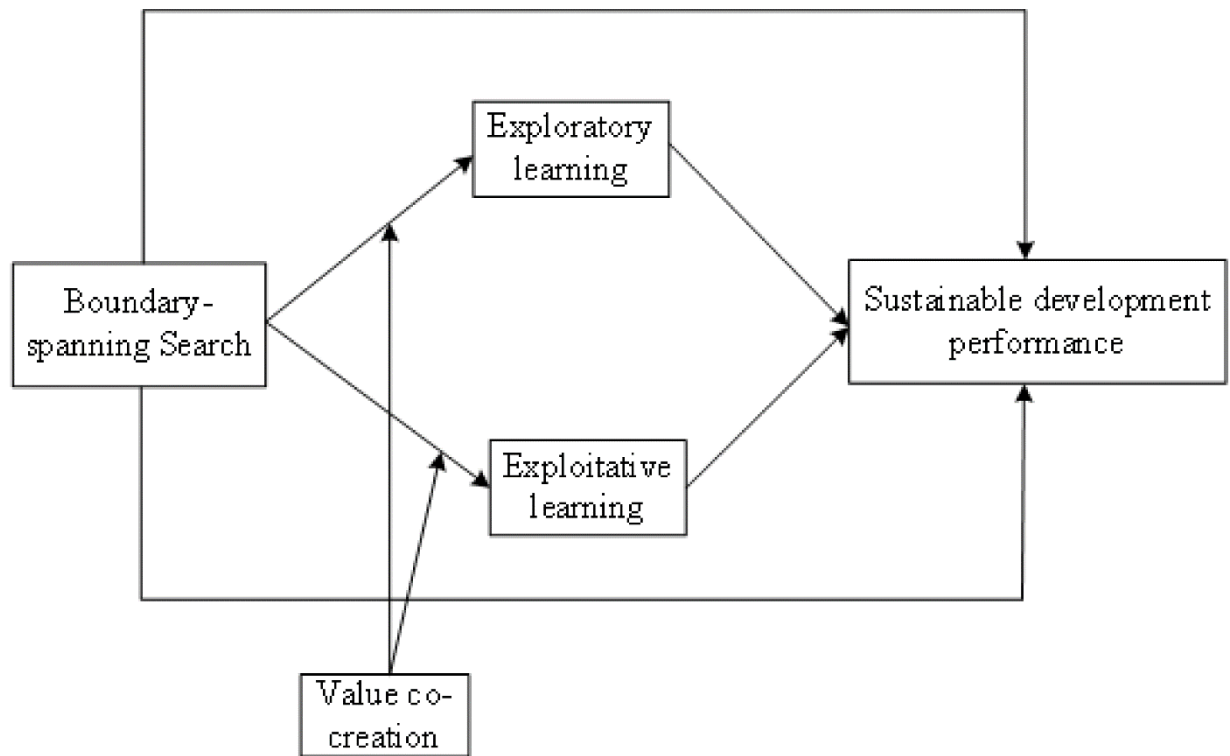 Exploratory
learning
Boundary-
spanning Search
Sustainable development
performance
Exploitative
learning
Value co-
creation